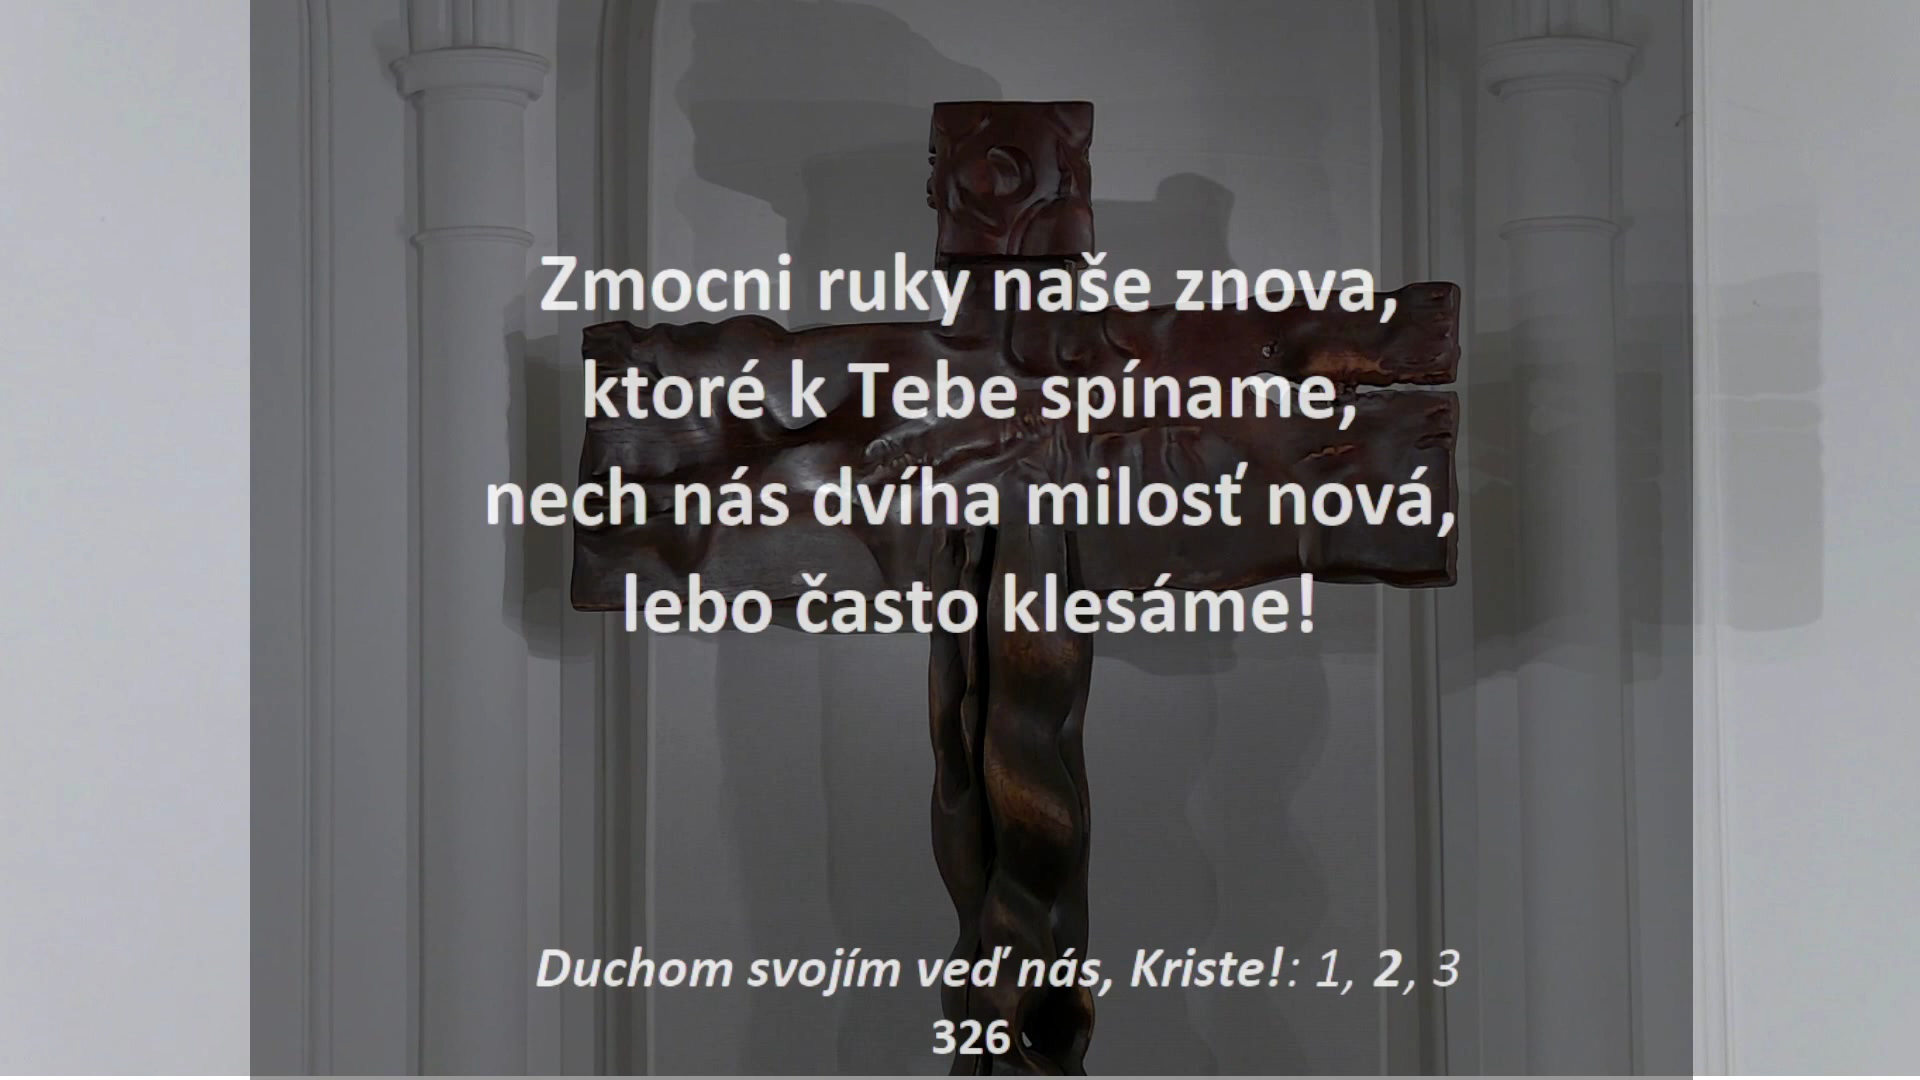 Zmocni ruky naše znova,
ktoré k Tebe spíname,
nech nás dvíha milosť nová,
lebo často klesáme!
Duchom svojím veď nás, Kriste!: 1, 2, 3
326